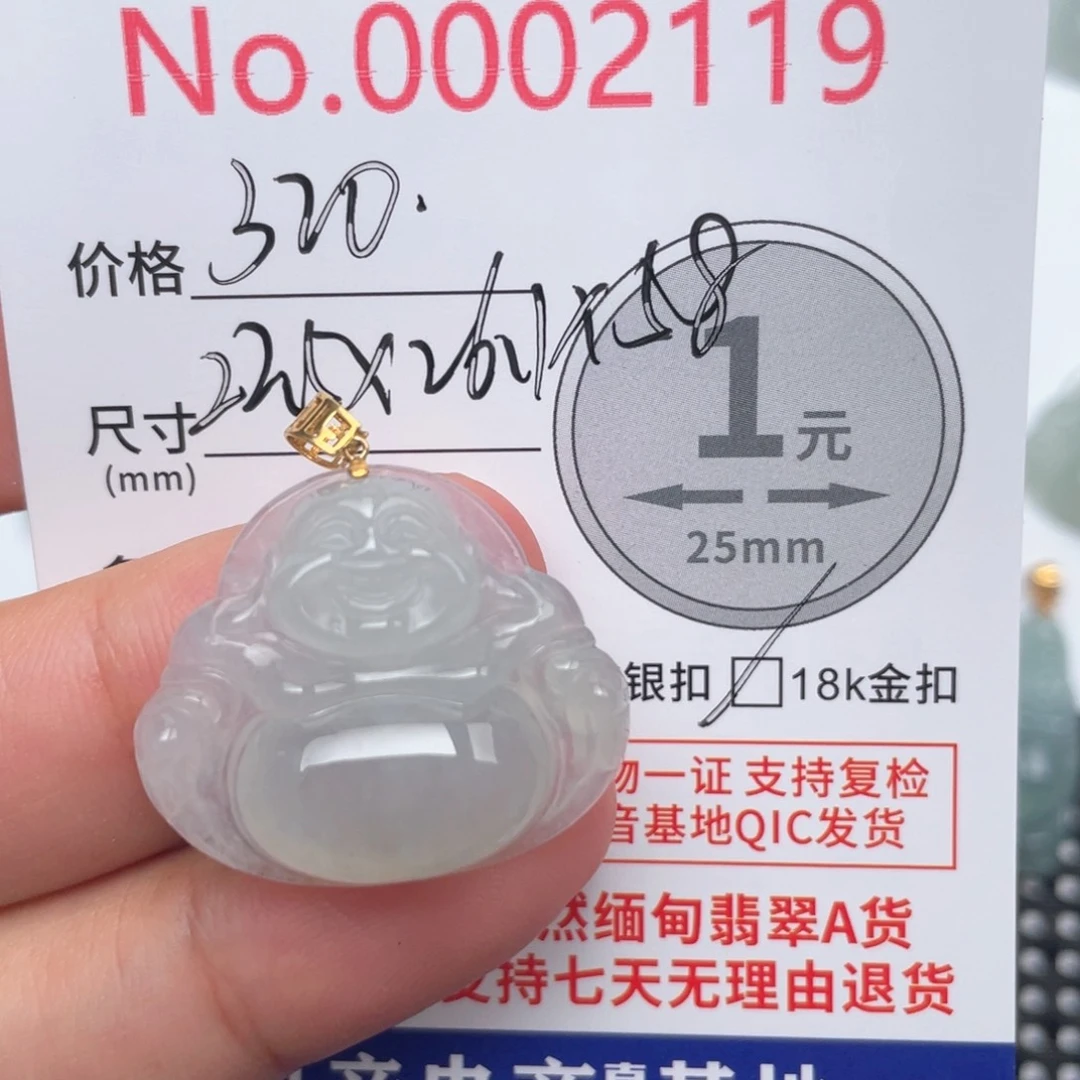 No.0002119
价格 320.
尺寸
(mm)
1元
25mm
银扣 18k金扣
物一证 支持复检
音基地QIC发货
然缅甸翡翠A货
支持七天无理由退货